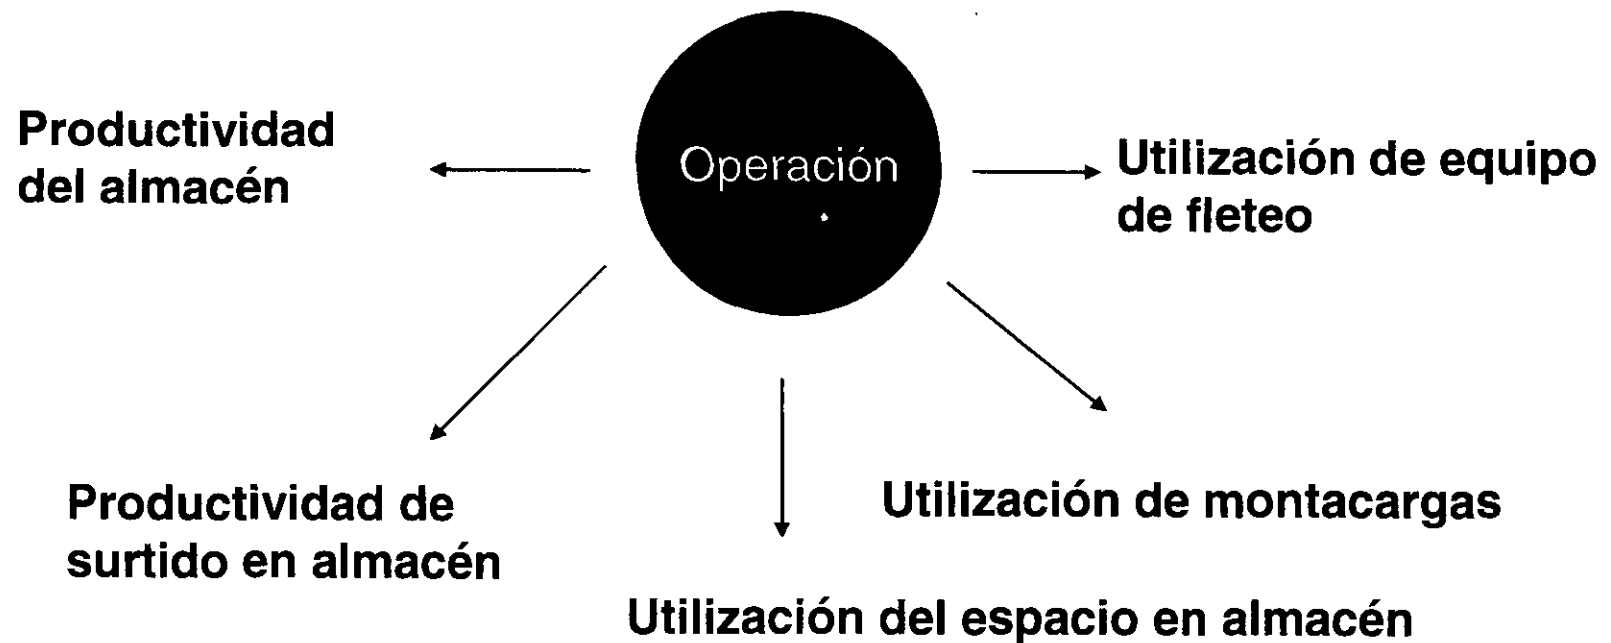 Operación
Productividad
del almacén
Utilización de equipo
de fleteo
Productividad de
surtido en almacén
Utilización de montacargas
Utilización del espacio en almacén